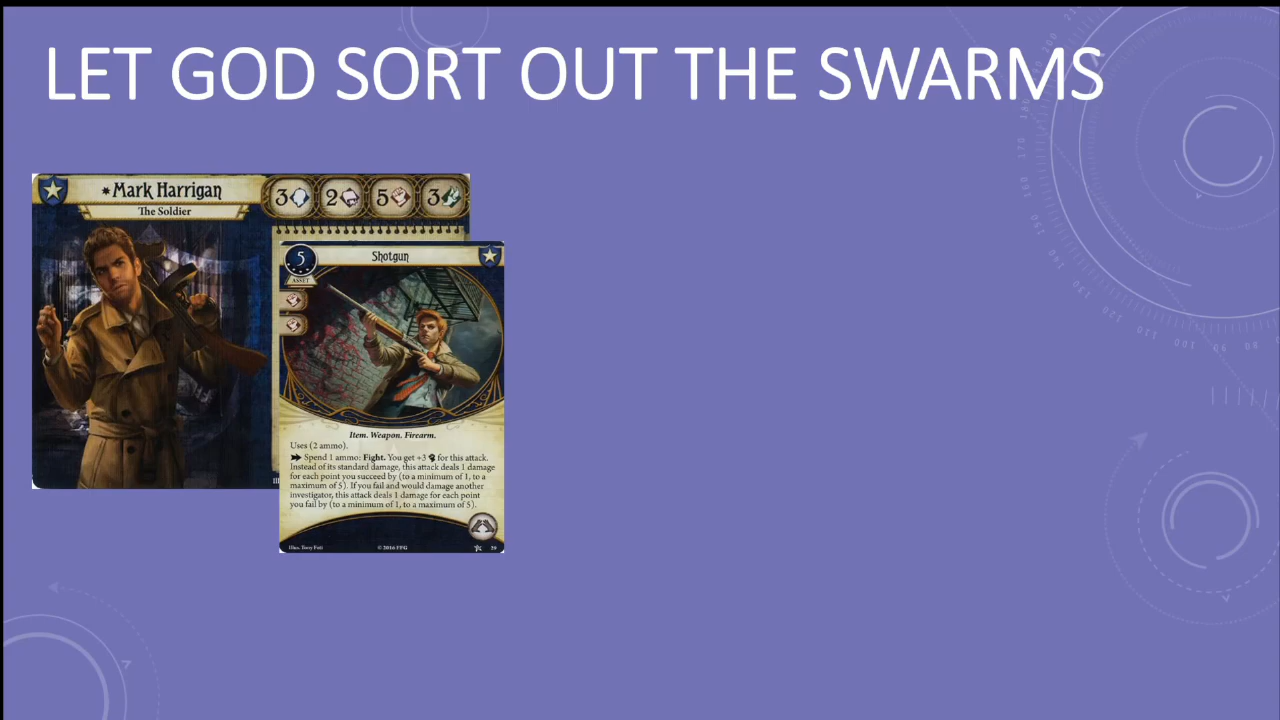 LET GOD SORT OUT THE SWARMS
Mark Harrigan
The Soldier
3 2 5 3
5
ASSET
Shotgun
Item. Weapon. Firearm.
Uses (2 ammo).
Spend 1 ammo: Fight. You get +3 for this attack.
Instead of its standard damage, this attack deals 1 damage
for each point you succeed by (to a minimum of 1, to a
maximum of 5). If you fail and would damage another
investigator, this attack deals 1 damage for each point
you fail by (to a minimum of 1, to a maximum of 5).
© 2016 FFG
29